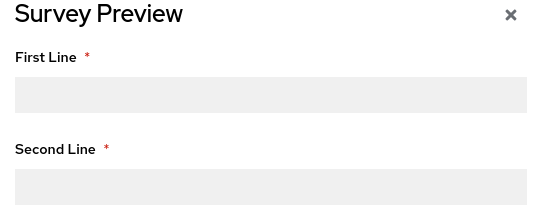 Survey Preview
First Line *
Second Line *